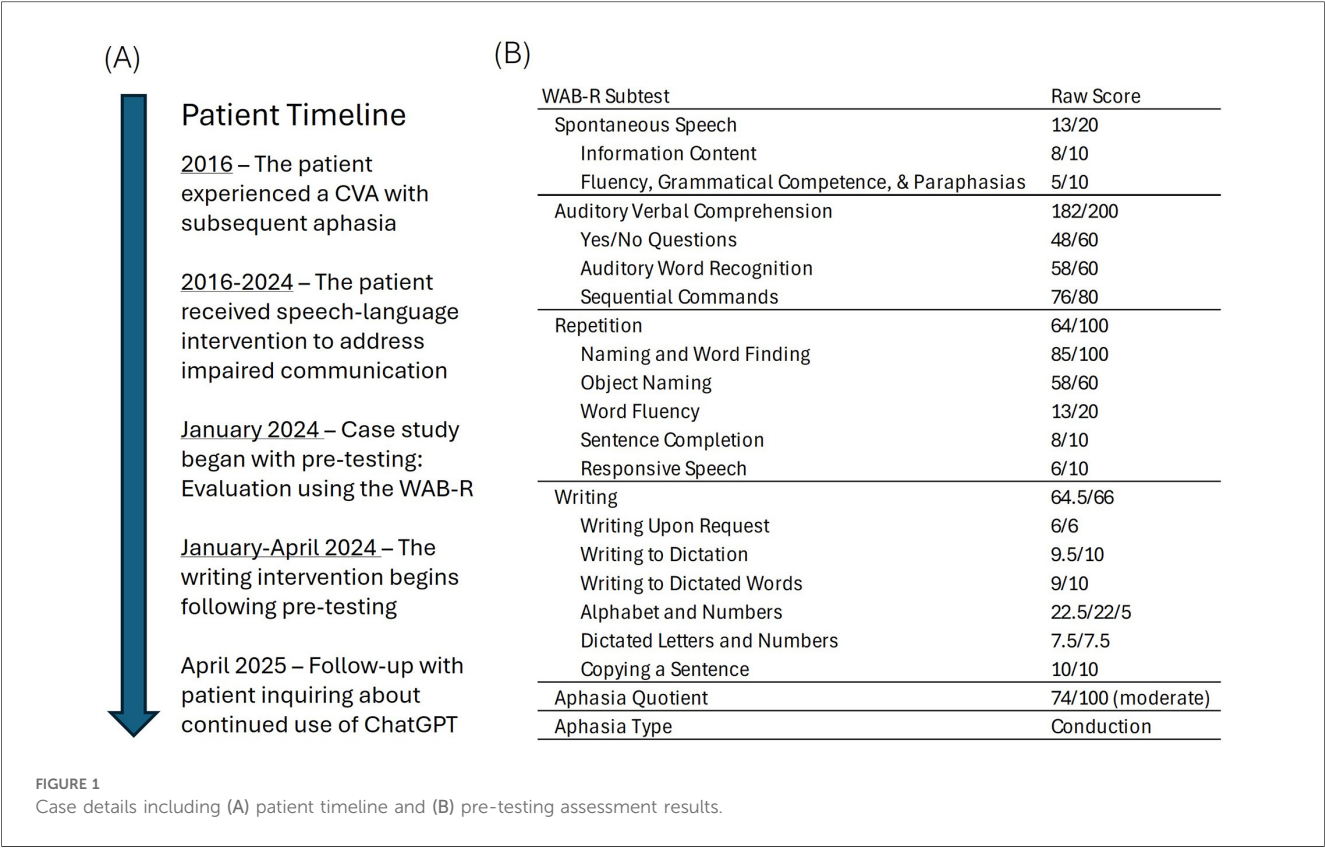 (A)
Patient Timeline
2016 – The patient
experienced a CVA with
subsequent aphasia
2016-2024 – The patient
received speech-language
intervention to address
impaired communication
January 2024 – Case study
began with pre-testing:
Evaluation using the WAB-R
January-April 2024 – The
writing intervention begins
following pre-testing
April 2025 – Follow-up with
patient inquiring about
continued use of ChatGPT
(B)
WAB-R Subtest Raw Score
Spontaneous Speech 13/20
Information Content 8/10
Fluency, Grammatical Competence, & Paraphasias 5/10
Auditory Verbal Comprehension 182/200
Yes/No Questions 48/60
Auditory Word Recognition 58/60
Sequential Commands 76/80
Repetition 64/100
Naming and Word Finding 85/100
Object Naming 58/60
Word Fluency 13/20
Sentence Completion 8/10
Responsive Speech 6/10
Writing 64.5/66
Writing Upon Request 6/6
Writing to Dictation 9.5/10
Writing to Dictated Words 9/10
Alphabet and Numbers 22.5/22/5
Dictated Letters and Numbers 7.5/7.5
Copying a Sentence 10/10
Aphasia Quotient 74/100 (moderate)
Aphasia Type Conduction
FIGURE 1
Case details including (A) patient timeline and (B) pre-testing assessment results.